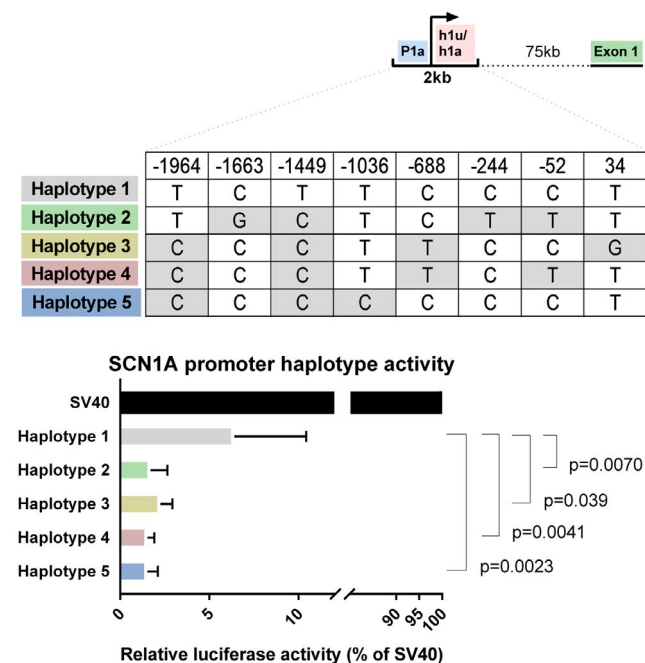 P1a
h1u/
h1a
75kb
Exon 1
2kb
-1964 -1663 -1449 -1036 -688 -244 -52 34
Haplotype 1 T C T T C C C T
Haplotype 2 T G C T C T T T
Haplotype 3 C C C T T C C G
Haplotype 4 C C C T T C T T
Haplotype 5 C C C C C C C T
SCN1A promoter haplotype activity
SV40
Haplotype 1
Haplotype 2
p=0.0070
Haplotype 3
p=0.039
Haplotype 4
p=0.0041
Haplotype 5
p=0.0023
0 5 10 90 95 100
Relative luciferase activity (% of SV40)